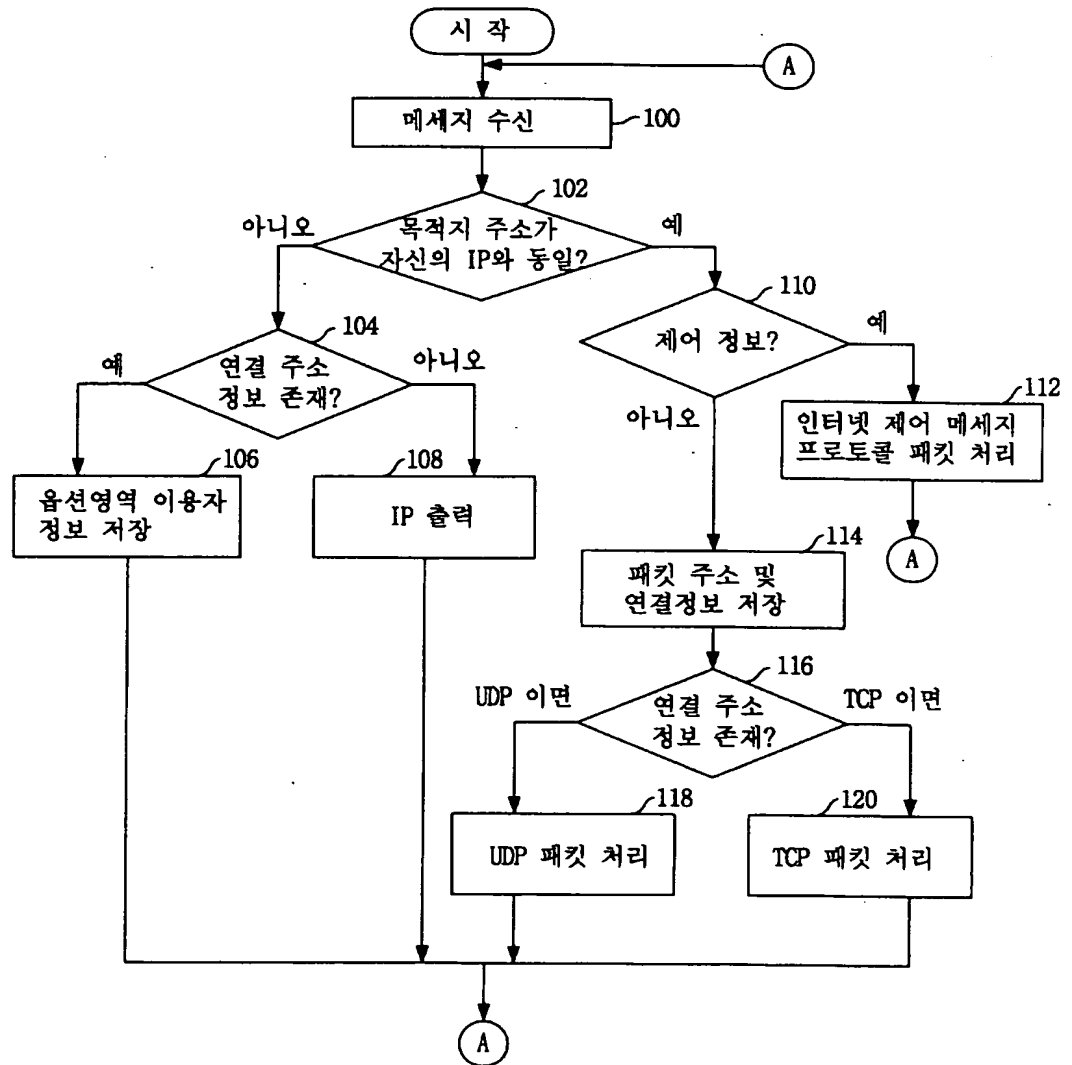 시 작
A
메세지 수신
100
102
아니오
목적지 주소가
자신의 IP와 동일?
예
110
104
제어 정보?
예
예
연결 주소
정보 존재?
아니오
아니오
112
인터넷 제어 메세지
프로토콜 패킷 처리
106
옵션영역 이용자
정보 저장
108
IP 출력
A
114
패킷 주소 및
연결정보 저장
116
UDP 이면
연결 주소
정보 존재?
TCP 이면
118
UDP 패킷 처리
120
TCP 패킷 처리
A